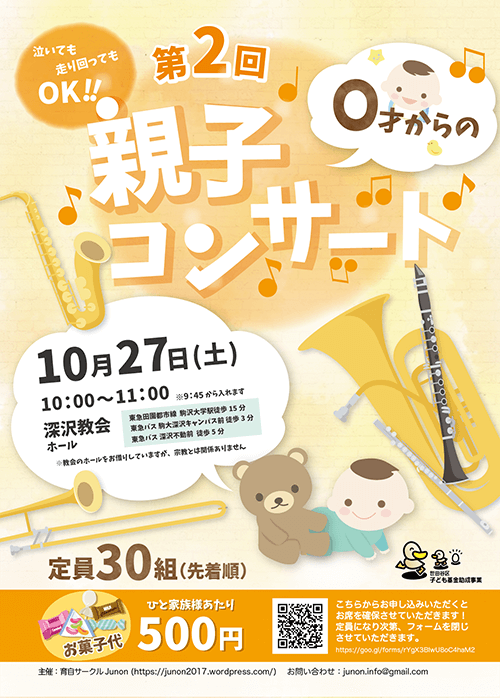 泣いても
走り回っても
OK!!
第2回
0才からの
親子
コンサート
10月27日(土)
10:00〜11:00 ※9:45から入れます
深沢教会
ホール
東急田園都市線 駒沢大学駅徒歩15分
東急バス 駒大深沢キャンパス前 徒歩3分
東急バス 深沢不動前 徒歩5分
※教会のホールをお借りしていますが、宗教とは関係ありません
定員30組(先着順)
世田谷区
子ども基金助成事業
お菓子代
ひと家族様あたり
500円
こちらからお申し込みいただくと
お席を確保させていただきます!
定員になり次第、フォームを閉じ
させていただきます。
https://goo.gl/forms/rYgX3BlwUBoC4haM2
主催:育自サークル Junon (https://junon2017.wordpress.com/) お問い合わせ:junon.info@gmail.com